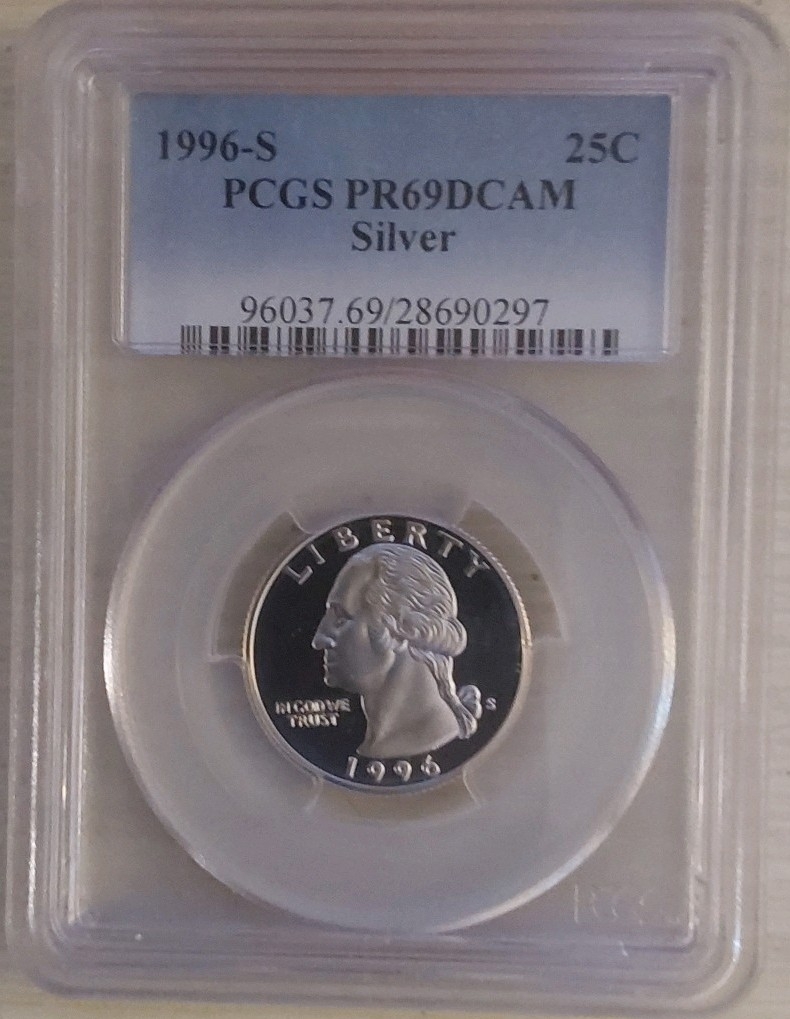 1996-S 25C
PCGS PR69DCAM
Silver
96037.69/28690297
LIBERTY
IN GOD WE
TRUST
S
1996